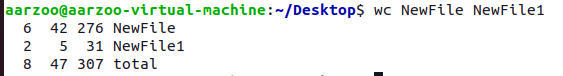 aarzoo@aarzoo-virtual-machine:~/Desktop$ wc NewFile NewFile1
  6  42 276 NewFile
  2   5  31 NewFile1
  8  47 307 total